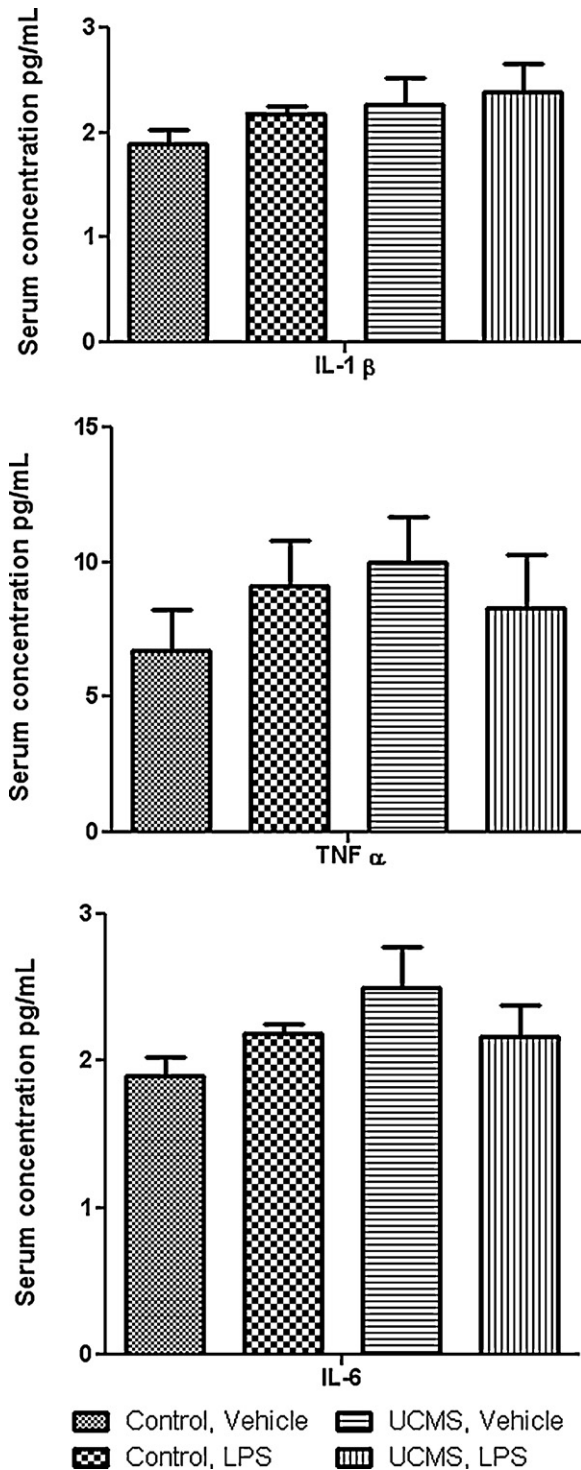 Serum concentration pg/mL
3
2
1
0
IL-1 β
Serum concentration pg/mL
15
10
5
0
TNF α
Serum concentration pg/mL
3
2
1
0
IL-6
Control, Vehicle UCMS, Vehicle
Control, LPS UCMS, LPS